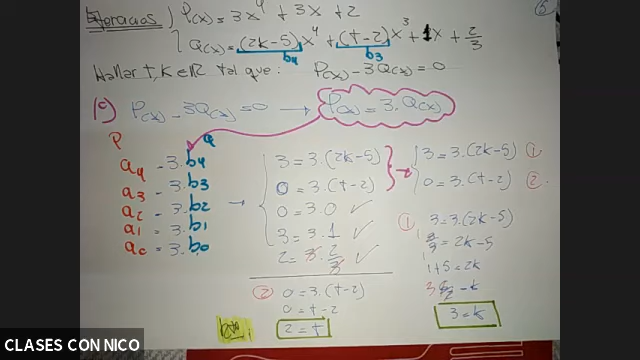 Ejercicios P(x) = 3x⁴ + 3x + 2
Q(x) = (2k-5)x⁴ + (t-2)x³ + 1x + 2/3
b4 b3
Hallar t, k ∈ ℝ tal que: P(x) - 3Q(x) = 0
P(x) - 3Q(x) = 0 → P(x) = 3.Q(x)
P Q
a4 = 3.b4
a3 = 3.b3
a2 = 3.b2
a1 = 3.b1
a0 = 3.b0
→
3 = 3.(2k-5)
0 = 3.(t-2)
0 = 3.0 ✓
3 = 3.1 ✓
2 = 3.2/3 ✓
→
3 = 3.(2k-5) ①
0 = 3.(t-2) ②
① 3 = 3.(2k-5)
3/3 = 2k-5
1+5 = 2k
= k
3 = k
② 0 = 3.(t-2)
0 = t-2
2 = t
CLASES CON NICO